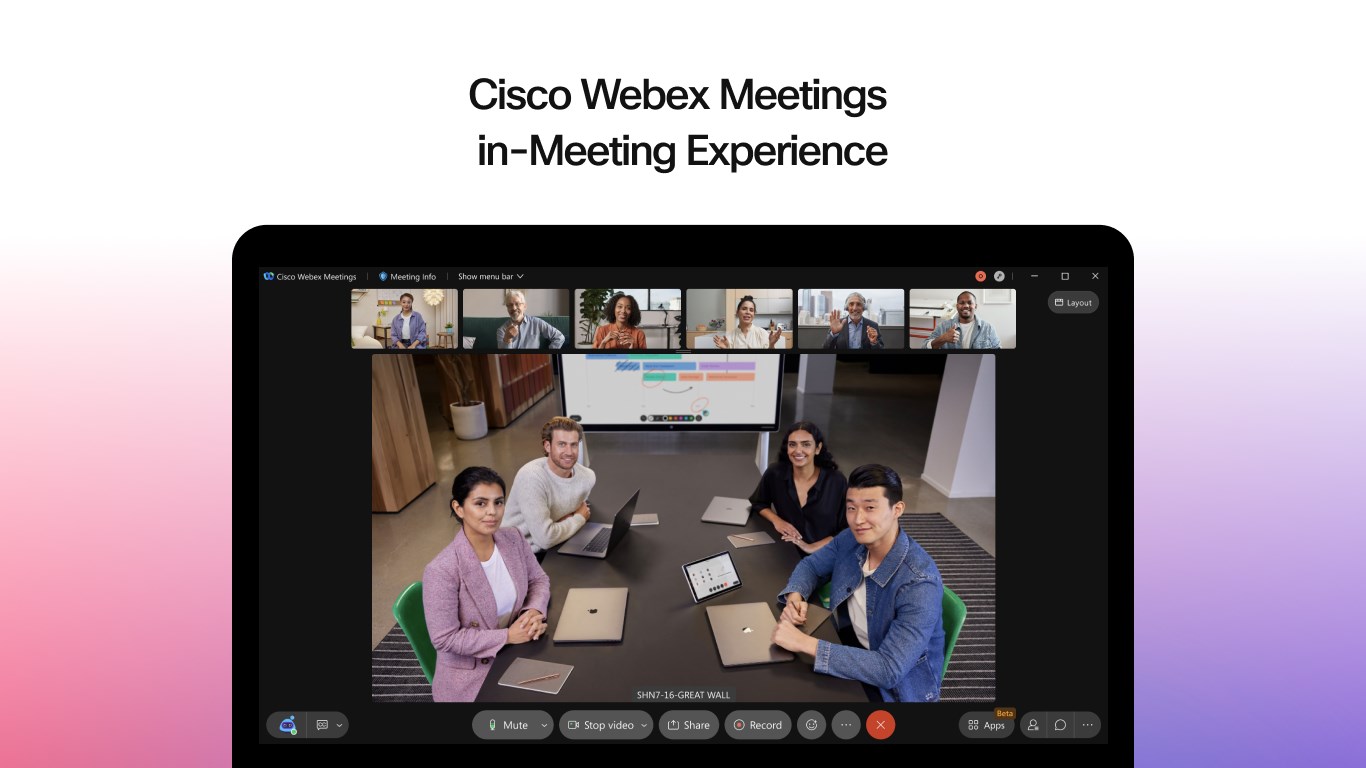 Cisco Webex Meetings
in-Meeting Experience
Cisco Webex Meetings
Meeting Info
Show menu bar
Layout
SHN7-16-GREAT WALL
Mute
Stop video
Share
Record
Apps
Beta